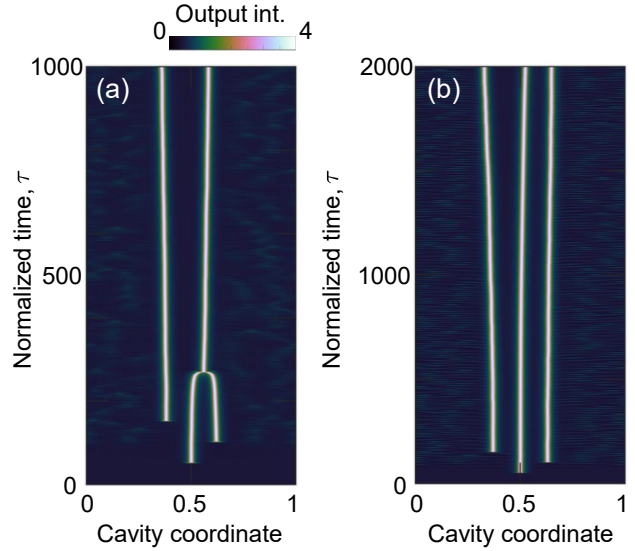 Output int.
0 4
(a)
1000
500
0
Normalized time, τ
0 0.5 1
Cavity coordinate
(b)
2000
1000
0
Normalized time, τ
0 0.5 1
Cavity coordinate